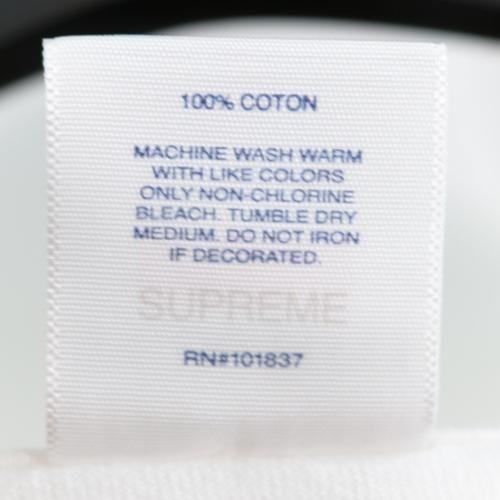 100% COTON
MACHINE WASH WARM
WITH LIKE COLORS
ONLY NON-CHLORINE
BLEACH. TUMBLE DRY
MEDIUM. DO NOT IRON
IF DECORATED.
SUPREME
RN#101837